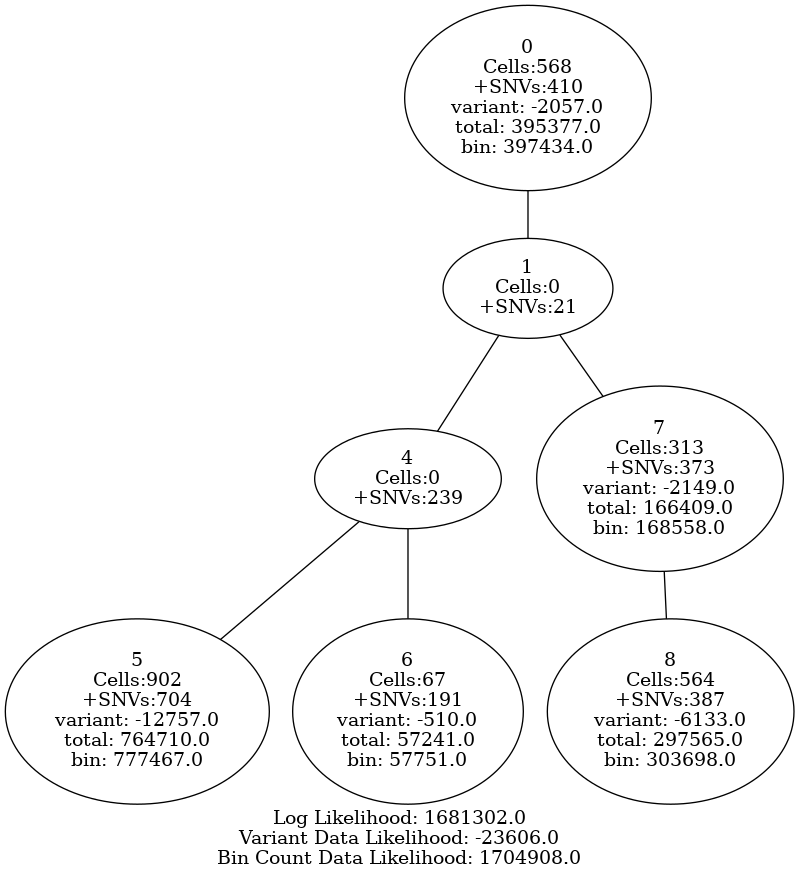 0
Cells:568
+SNVs:410
variant: -2057.0
total: 395377.0
bin: 397434.0
1
Cells:0
+SNVs:21
4
Cells:0
+SNVs:239
7
Cells:313
+SNVs:373
variant: -2149.0
total: 166409.0
bin: 168558.0
5
Cells:902
+SNVs:704
variant: -12757.0
total: 764710.0
bin: 777467.0
6
Cells:67
+SNVs:191
variant: -510.0
total: 57241.0
bin: 57751.0
8
Cells:564
+SNVs:387
variant: -6133.0
total: 297565.0
bin: 303698.0
Log Likelihood: 1681302.0
Variant Data Likelihood: -23606.0
Bin Count Data Likelihood: 1704908.0